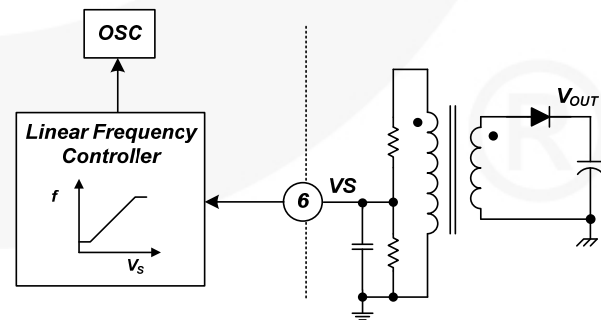 OSC
Linear Frequency
Controller
f
VS
6
VS
VOUT
®